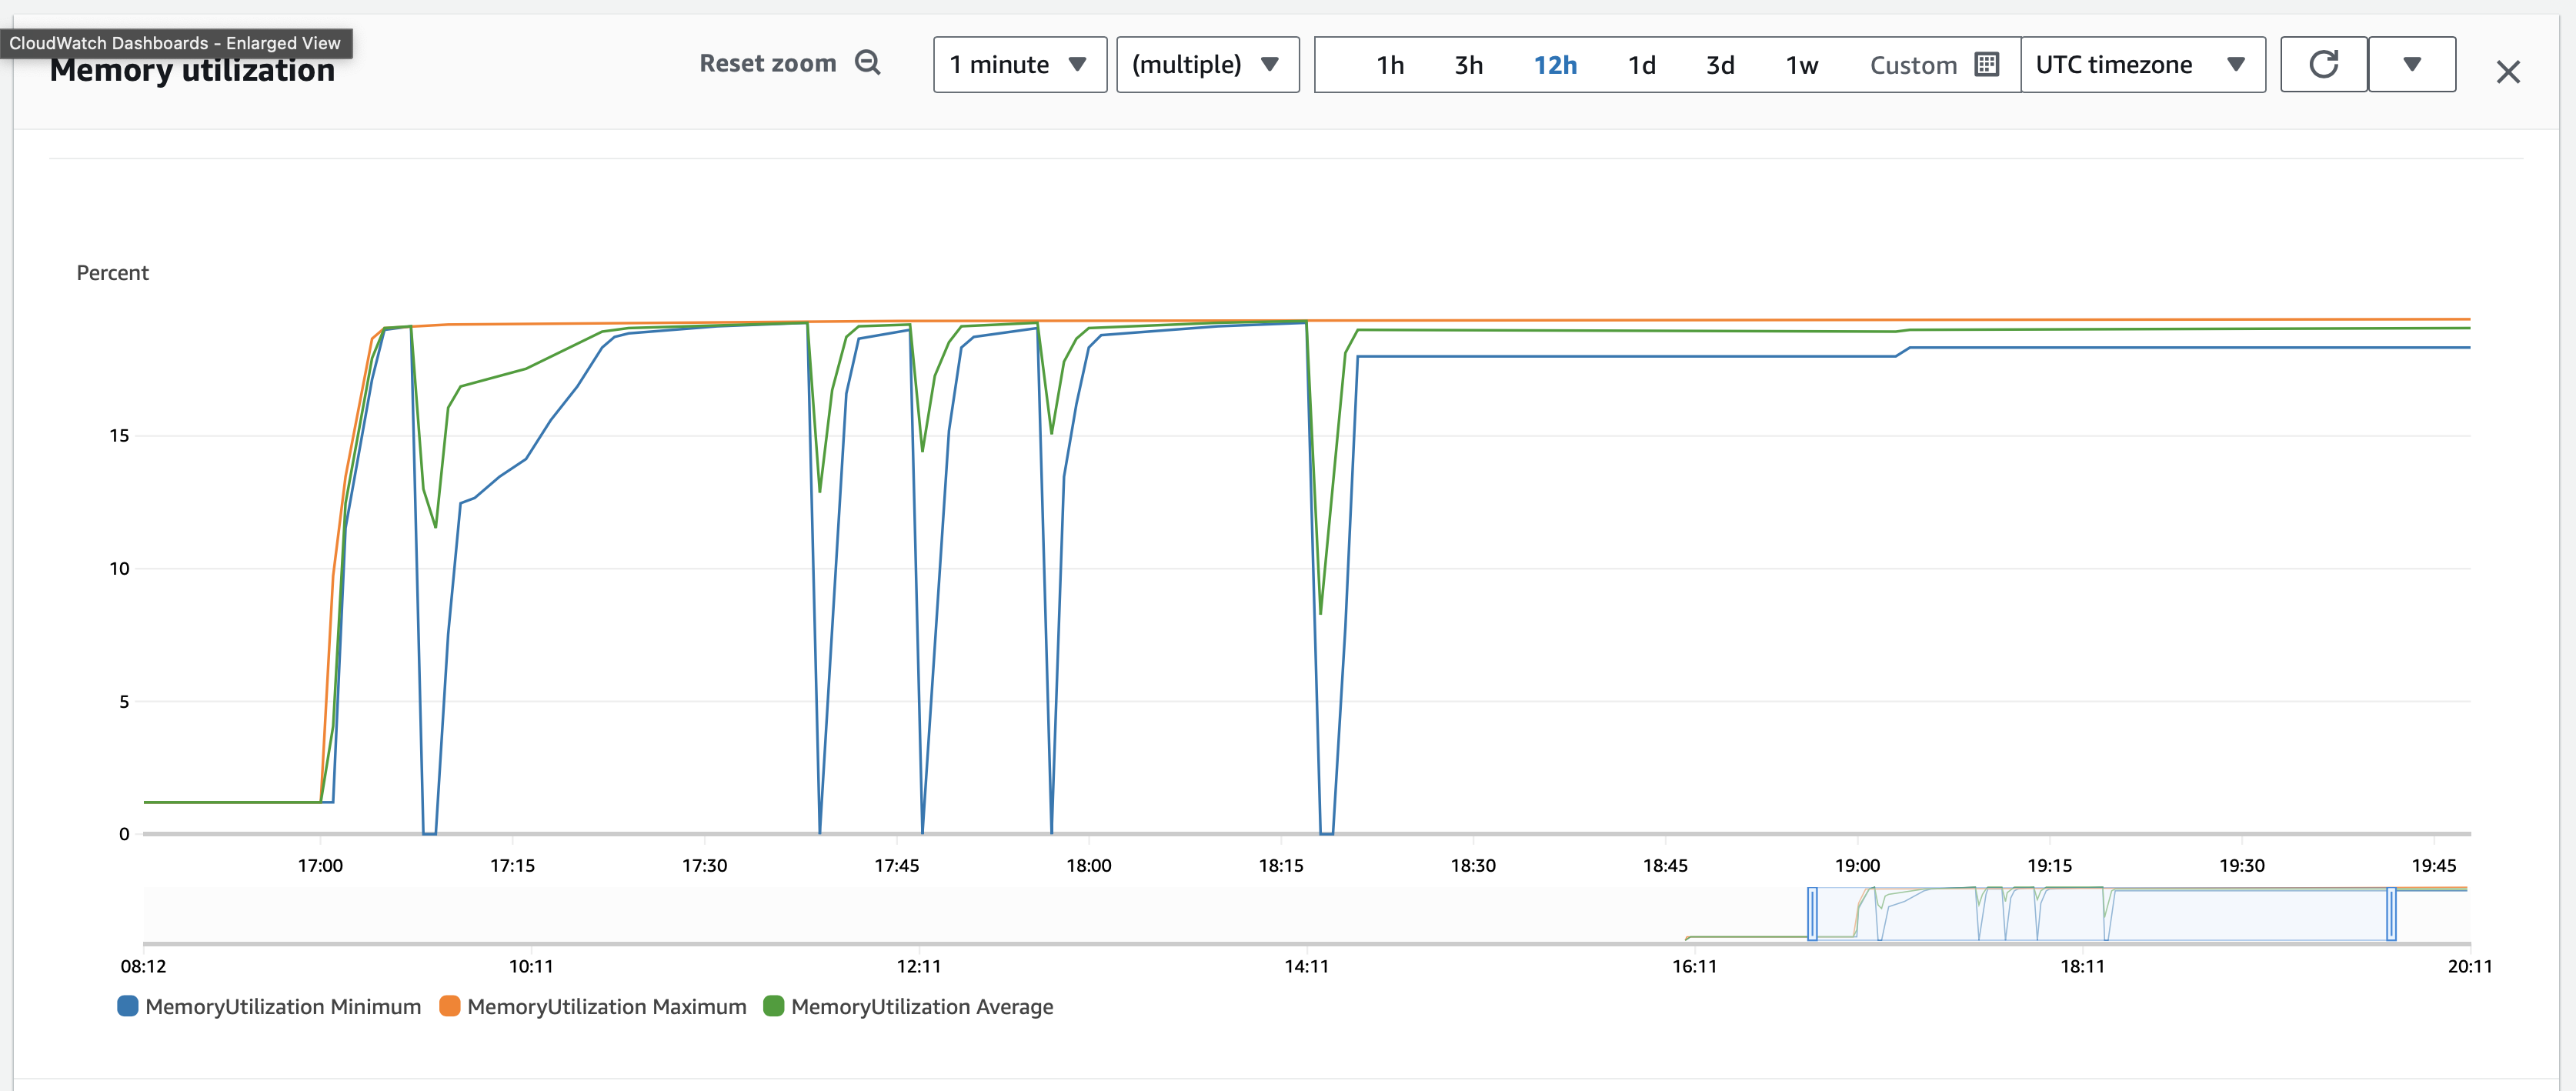 CloudWatch Dashboards - Enlarged View
Memory utilization
Reset zoom 1 minute (multiple) 1h 3h 12h 1d 3d 1w Custom UTC timezone
Percent
15
10
5
0
17:00 17:15 17:30 17:45 18:00 18:15 18:30 18:45 19:00 19:15 19:30 19:45
08:12 10:11 12:11 14:11 16:11 18:11 20:11
MemoryUtilization Minimum MemoryUtilization Maximum MemoryUtilization Average